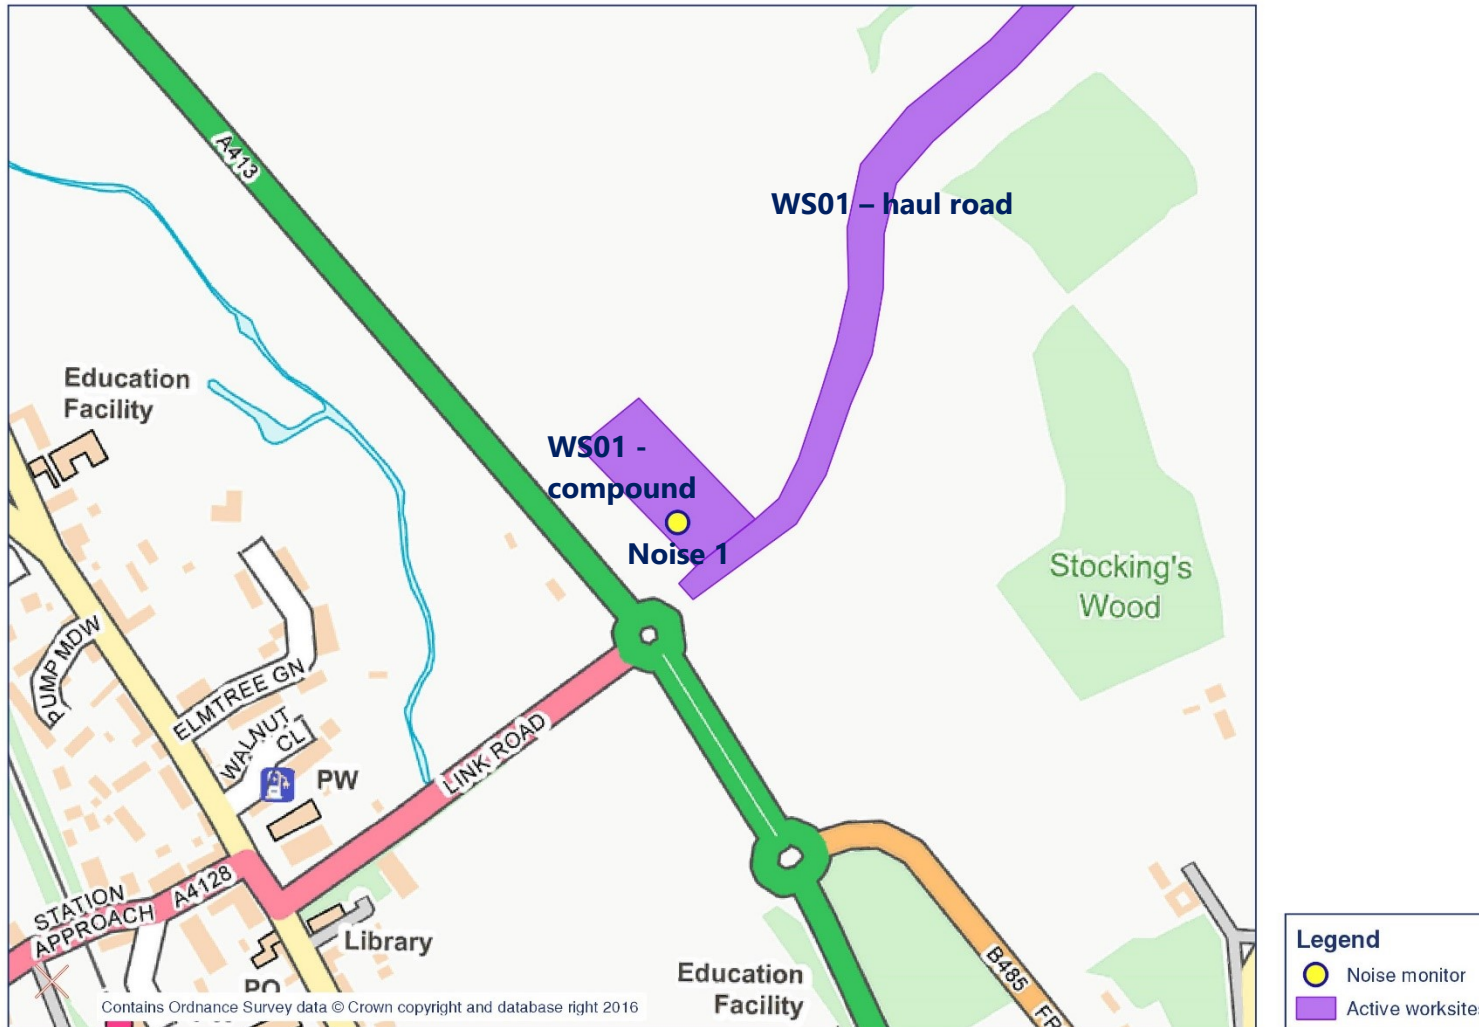 A413
WS01 – haul road
Education
Facility
WS01 -
compound
Noise 1
Stocking's
Wood
PUMP MDW
ELMTREE GN
WALNUT
CL
PW
LINK ROAD
STATION
APPROACH
A4128
Library
PO
Education
Facility
B485
FR
Contains Ordnance Survey data © Crown copyright and database right 2016
Legend
Noise monitor
Active worksite